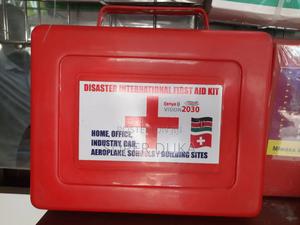 DISASTER INTERNATIONAL FIRST AID KIT
Kenya @
VISION 2030
HOME, OFFICE,
INDUSTRY, CAR,
AEROPLANE, SCHOOLS, BUILDING SITES